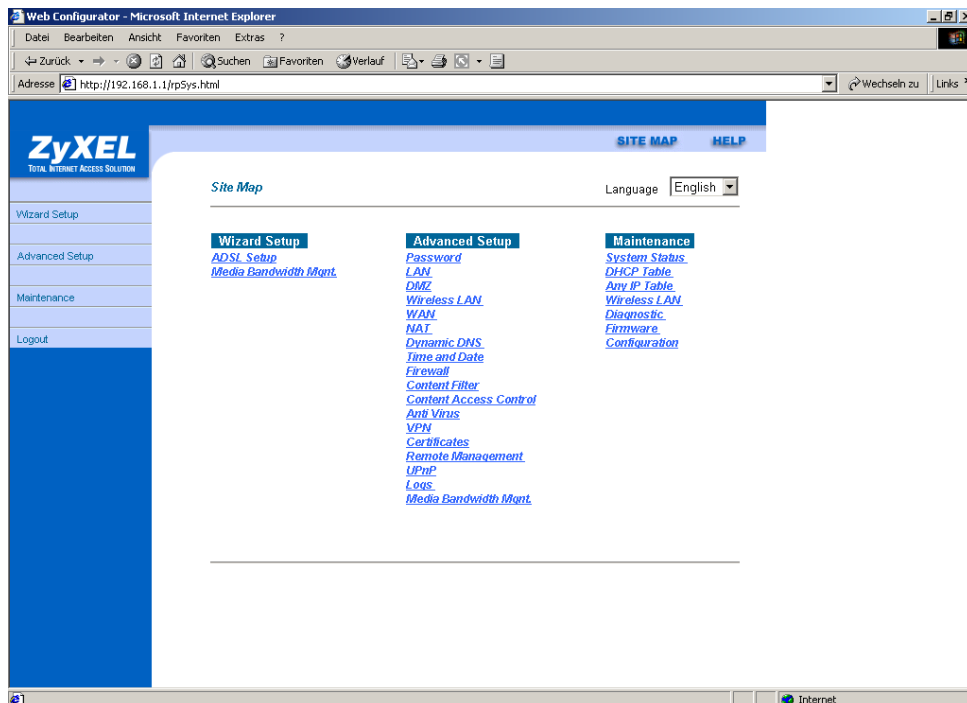 Web Configurator - Microsoft Internet Explorer
Datei Bearbeiten Ansicht Favoriten Extras ?
Zurück Suchen Favoriten Verlauf
Adresse http://192.168.1.1/rpSys.html Wechseln zu Links
ZyXEL
TOTAL INTERNET ACCESS SOLUTION
SITE MAP HELP
Site Map
Language English
Wizard Setup
Advanced Setup
Maintenance
Logout
Wizard Setup
ADSL Setup
Media Bandwidth Mgnt.
Advanced Setup
Password
LAN
DMZ
Wireless LAN
WAN
NAT
Dynamic DNS
Time and Date
Firewall
Content Filter
Content Access Control
Anti Virus
VPN
Certificates
Remote Management
UPnP
Logs
Media Bandwidth Mgnt.
Maintenance
System Status
DHCP Table
Any IP Table
Wireless LAN
Diagnostic
Firmware
Configuration
Internet